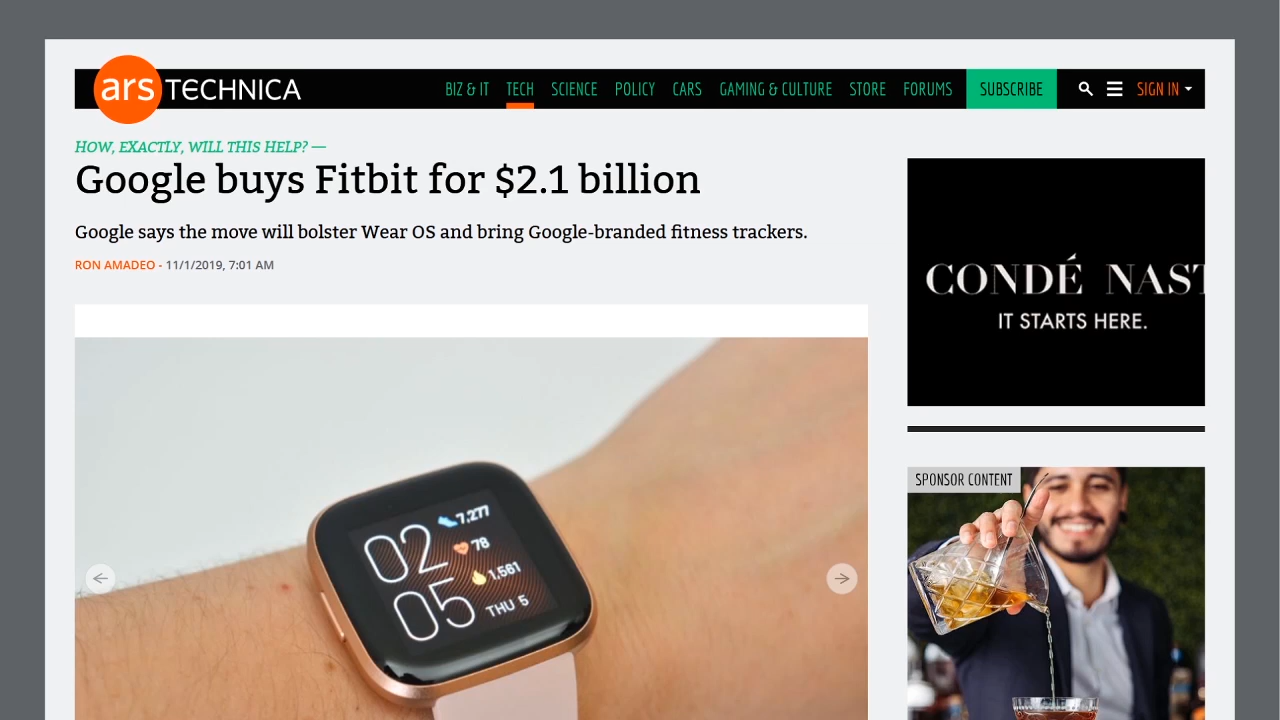 ars TECHNICA
BIZ & IT TECH SCIENCE POLICY CARS GAMING & CULTURE STORE FORUMS SUBSCRIBE SIGN IN
HOW, EXACTLY, WILL THIS HELP? —
Google buys Fitbit for $2.1 billion
Google says the move will bolster Wear OS and bring Google-branded fitness trackers.
RON AMADEO - 11/1/2019, 7:01 AM
CONDÉ NAST
IT STARTS HERE.
SPONSOR CONTENT
02
05
7,277
78
1,561
THU 5